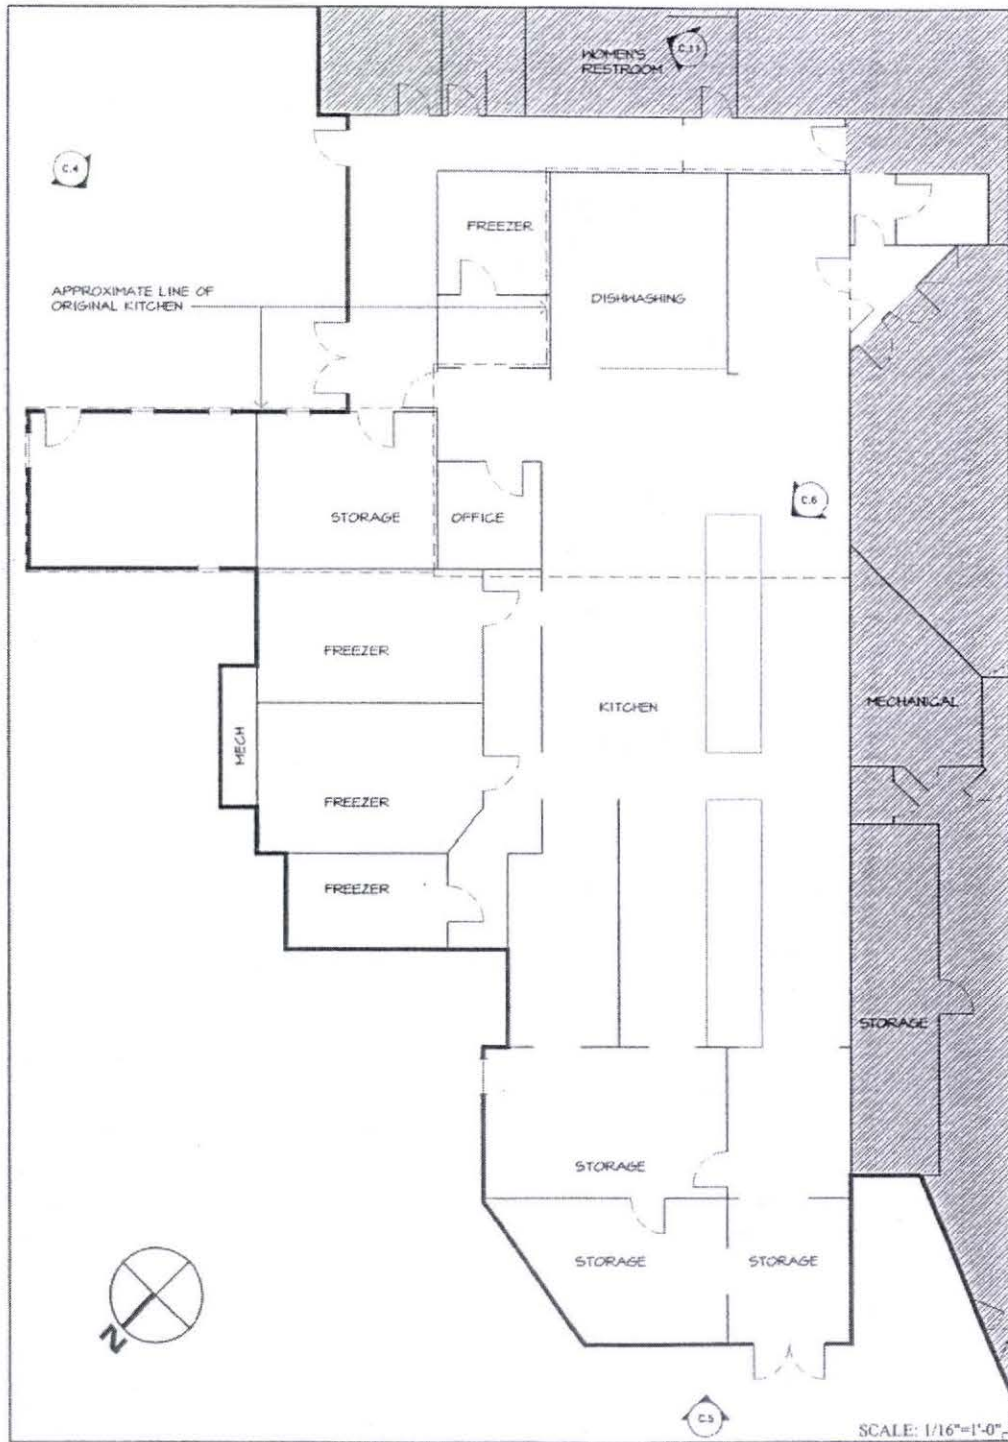 WOMEN'S
RESTROOM
C.11
C.4
FREEZER
APPROXIMATE LINE OF
ORIGINAL KITCHEN
DISHWASHING
C.6
STORAGE
OFFICE
FREEZER
MECHANICAL
KITCHEN
MECH
FREEZER
FREEZER
STORAGE
STORAGE
STORAGE
STORAGE
N
C.5
SCALE: 1/16"=1'-0"